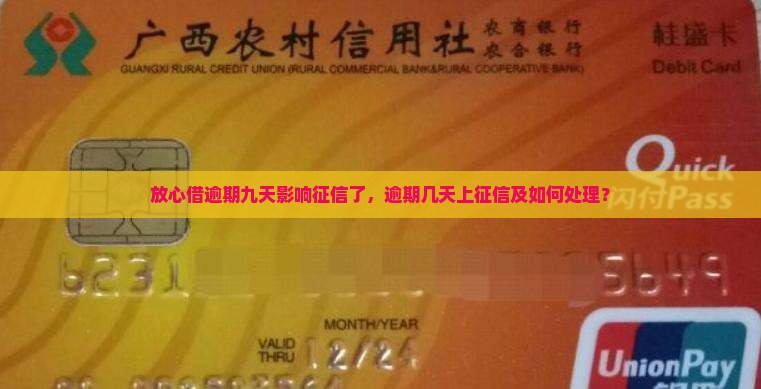 广西农村信用社 农商银行
农合银行
桂盛卡
GUANGXI RURAL CREDIT UNION (RURAL COMMERCIAL BANK&RURAL COOPERATIVE BANK)
Debit Card
Quick
放心借逾期九天影响征信了，逾期几天上征信及如何处理？
闪付Pass
6231 5649
MONTH/YEAR
VALID
THRU 12/24
UnionPay